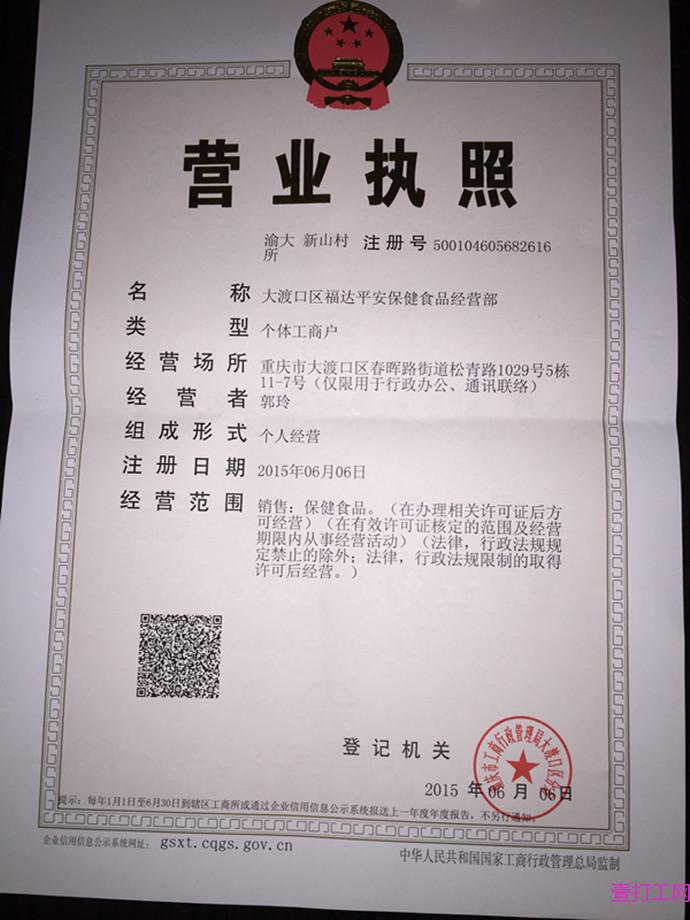 营业执照
渝大 新山村所
注册号 500104605682616
名称 大渡口区福达平安保健食品经营部
类型 个体工商户
经营场所 重庆市大渡口区春晖路街道松青路1029号5栋
11-7号（仅限用于行政办公、通讯联络）
经营者 郭玲
组成形式 个人经营
注册日期 2015年06月06日
经营范围 销售：保健食品。（在办理相关许可证后方
可经营）（在有效许可证核定的范围及经营
期限内从事经营活动）（法律，行政法规规
定禁止的除外；法律，行政法规限制的取得
许可后经营。）
登记机关
重庆市工商行政管理局大渡口区分局
2015 年 06 月 06 日
提示：每年1月1日至6月30日到辖区工商所或通过企业信用信息公示系统报送上一年度年度报告，不另行通知。
企业信用信息公示系统网址： gsxt.cqgs.gov.cn
中华人民共和国国家工商行政管理总局监制
壹打工网